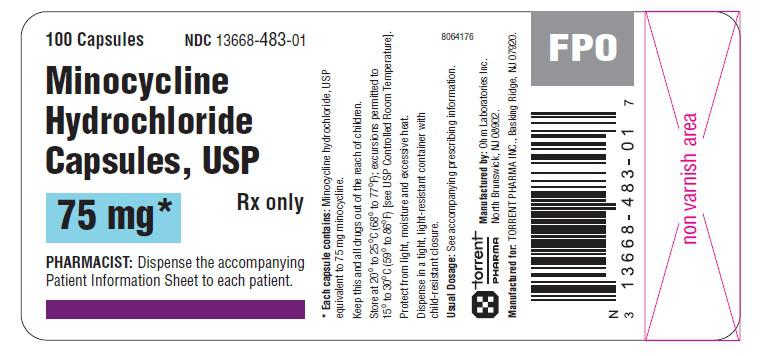 100 Capsules NDC 13668-483-01
Minocycline
Hydrochloride
Capsules, USP
75 mg*
Rx only
PHARMACIST: Dispense the accompanying
Patient Information Sheet to each patient.
* Each capsule contains: Minocycline hydrochloride, USP
equivalent to 75 mg minocycline.
Keep this and all drugs out of the reach of children.
Store at 20° to 25°C (68° to 77°F); excursions permitted to
15° to 30°C (59° to 86°F) [see USP Controlled Room Temperature].
Protect from light, moisture and excessive heat.
Dispense in a tight, light-resistant container with
child-resistant closure.
Usual Dosage: See accompanying prescribing information.
torrent
PHARMA
Manufactured by: Ohm Laboratories Inc.
North Brunswick, NJ 08902.
Manufactured for: TORRENT PHARMA INC., Basking Ridge, NJ 07920.
8064176
FPO
N
3 13668-483-01 7
non varnish area